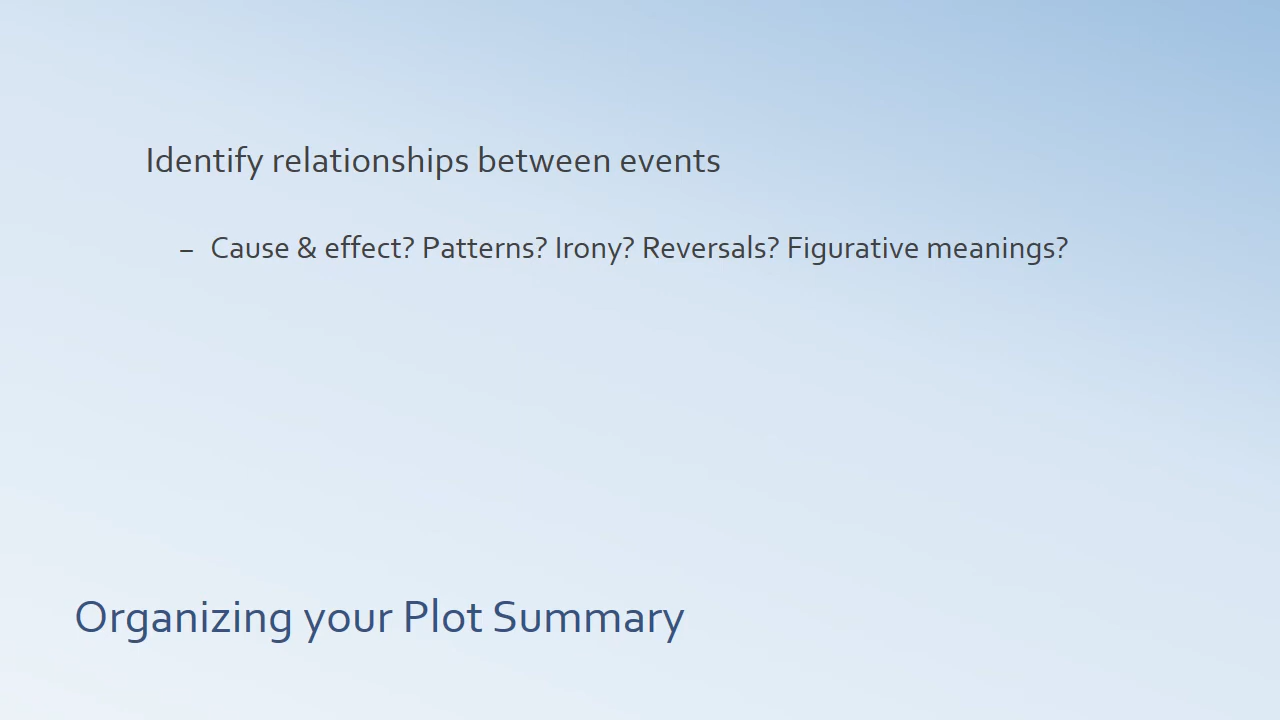 Identify relationships between events
– Cause & effect? Patterns? Irony? Reversals? Figurative meanings?
Organizing your Plot Summary